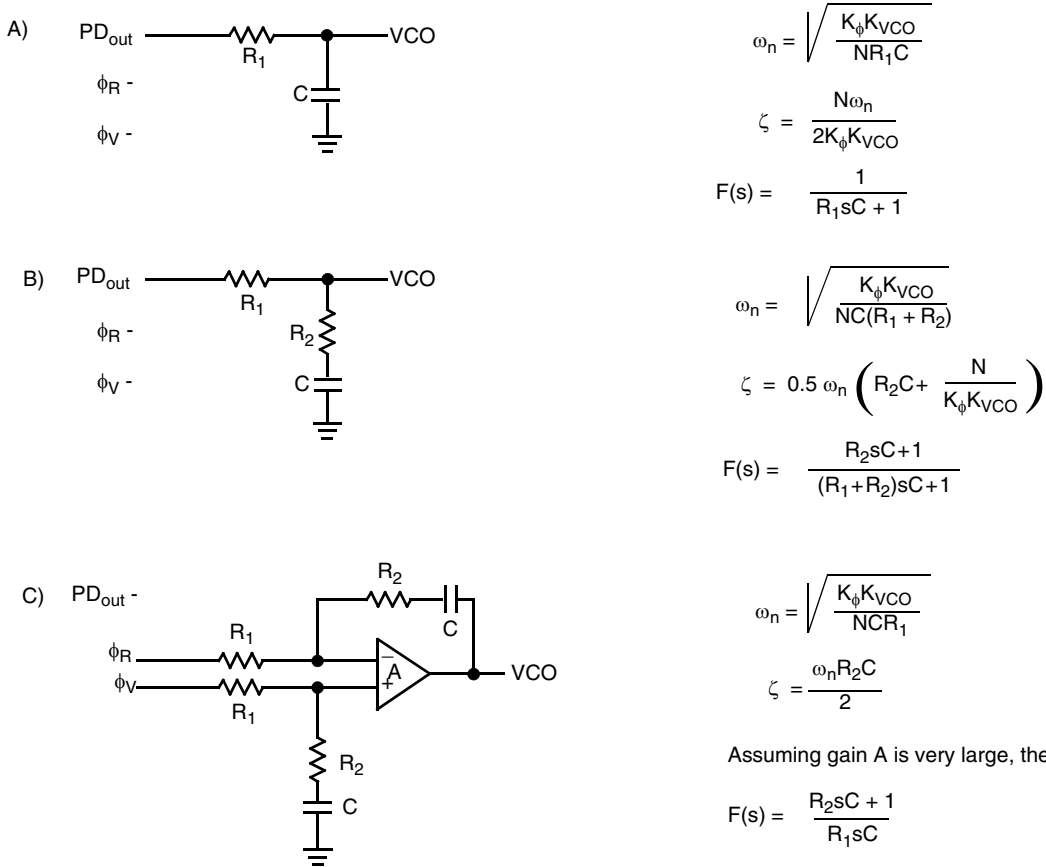 A) PD_out R_1 VCO
φ_R -
C
φ_V -
ω_n = √(K_φK_VCO / NR_1C)
ζ = Nω_n / 2K_φK_VCO
F(s) = 1 / R_1sC + 1
B) PD_out R_1 VCO
φ_R -
R_2
φ_V -
C
ω_n = √(K_φK_VCO / NC(R_1 + R_2))
ζ = 0.5 ω_n (R_2C + N / K_φK_VCO)
F(s) = R_2sC+1 / (R_1+R_2)sC+1
C) PD_out -
R_2
C
φ_R R_1
φ_V R_1
− A +
VCO
R_2
C
ω_n = √(K_φK_VCO / NCR_1)
ζ = ω_nR_2C / 2
Assuming gain A is very large, the
F(s) = R_2sC + 1 / R_1sC